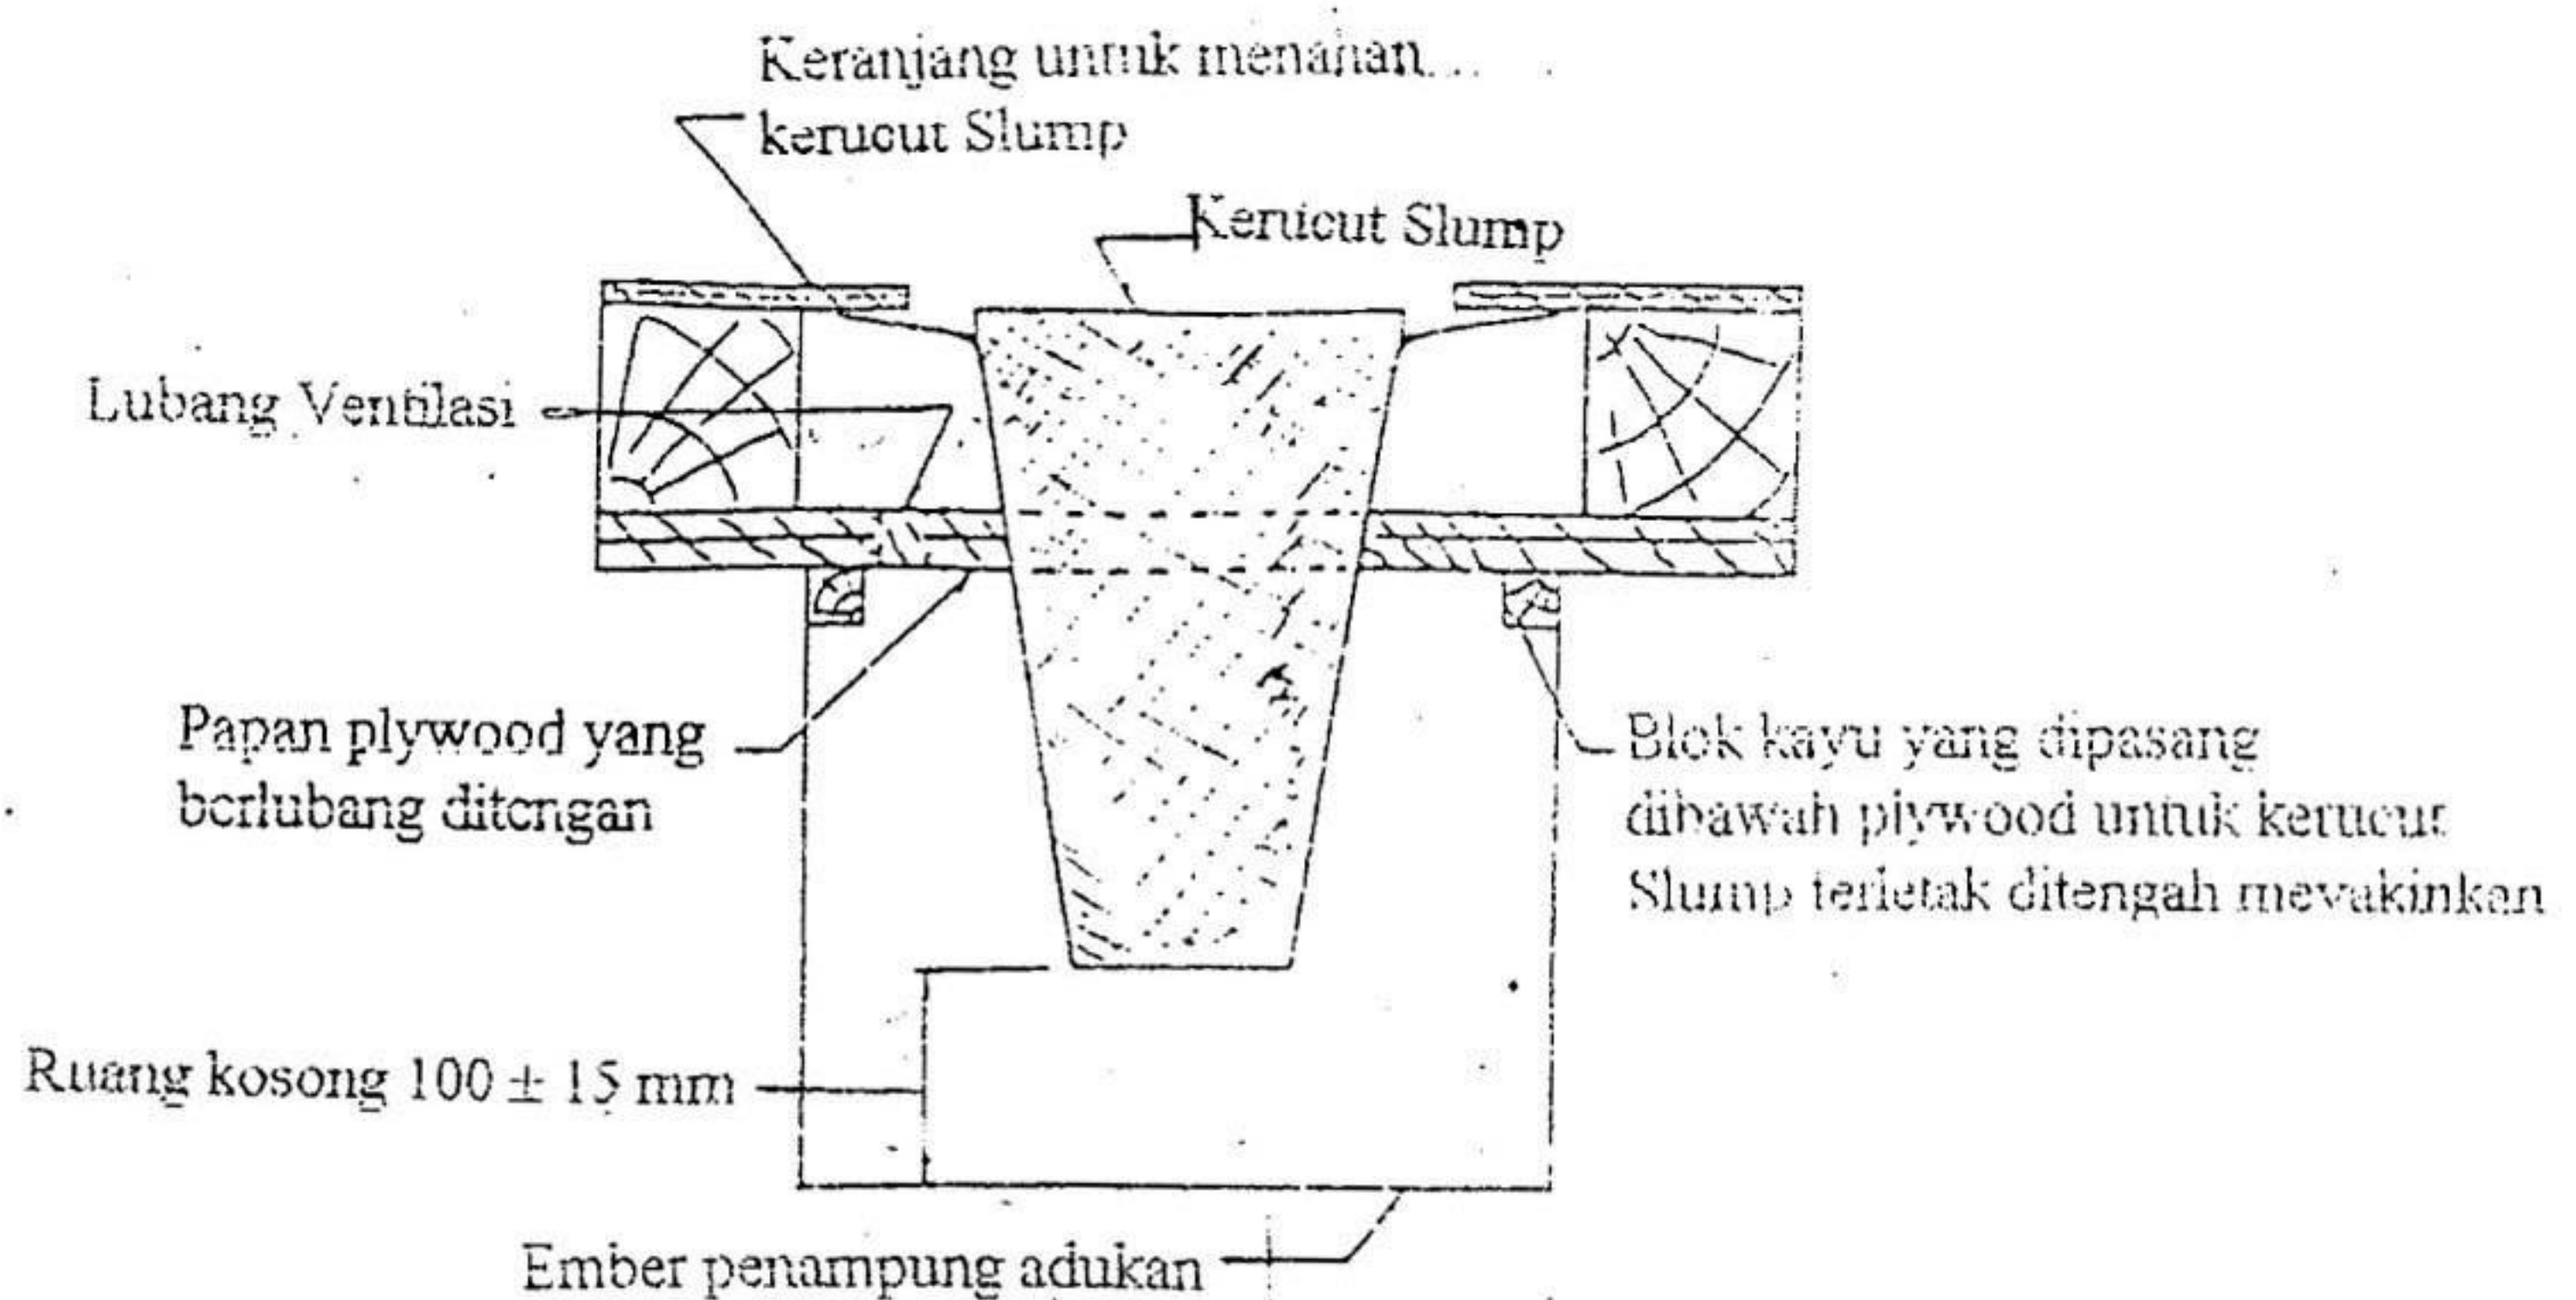 Keranjang untuk menahan...
kerucut Slump
Kerucut Slump
Lubang Ventilasi
Papan plywood yang
berlubang ditengan
Blok kayu yang dipasang
dibawah plywood untuk kerucut
Slump terletak ditengah meyakinkan
Ruang kosong 100 ± 15 mm
Ember penampung adukan